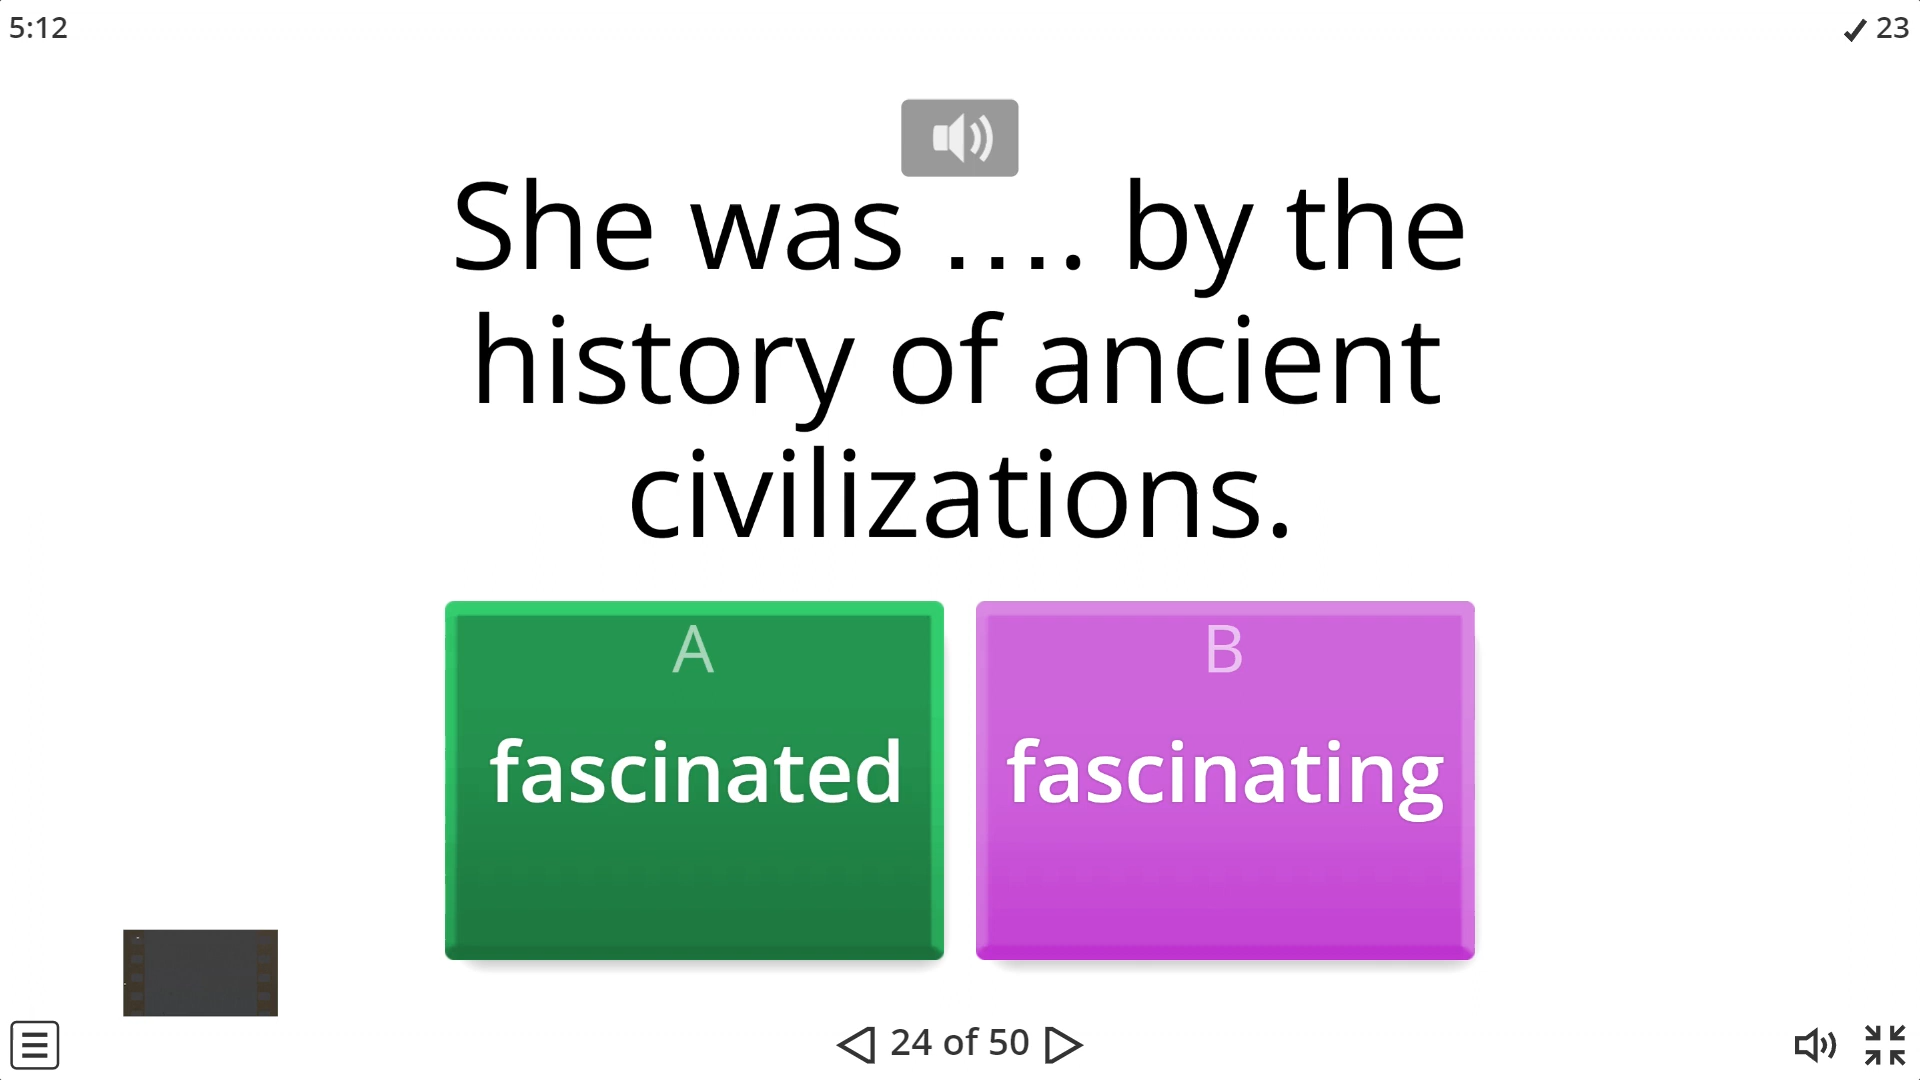 5:12
✓ 23
She was .... by the
history of ancient
civilizations.
A
B
fascinated
fascinating
24 of 50